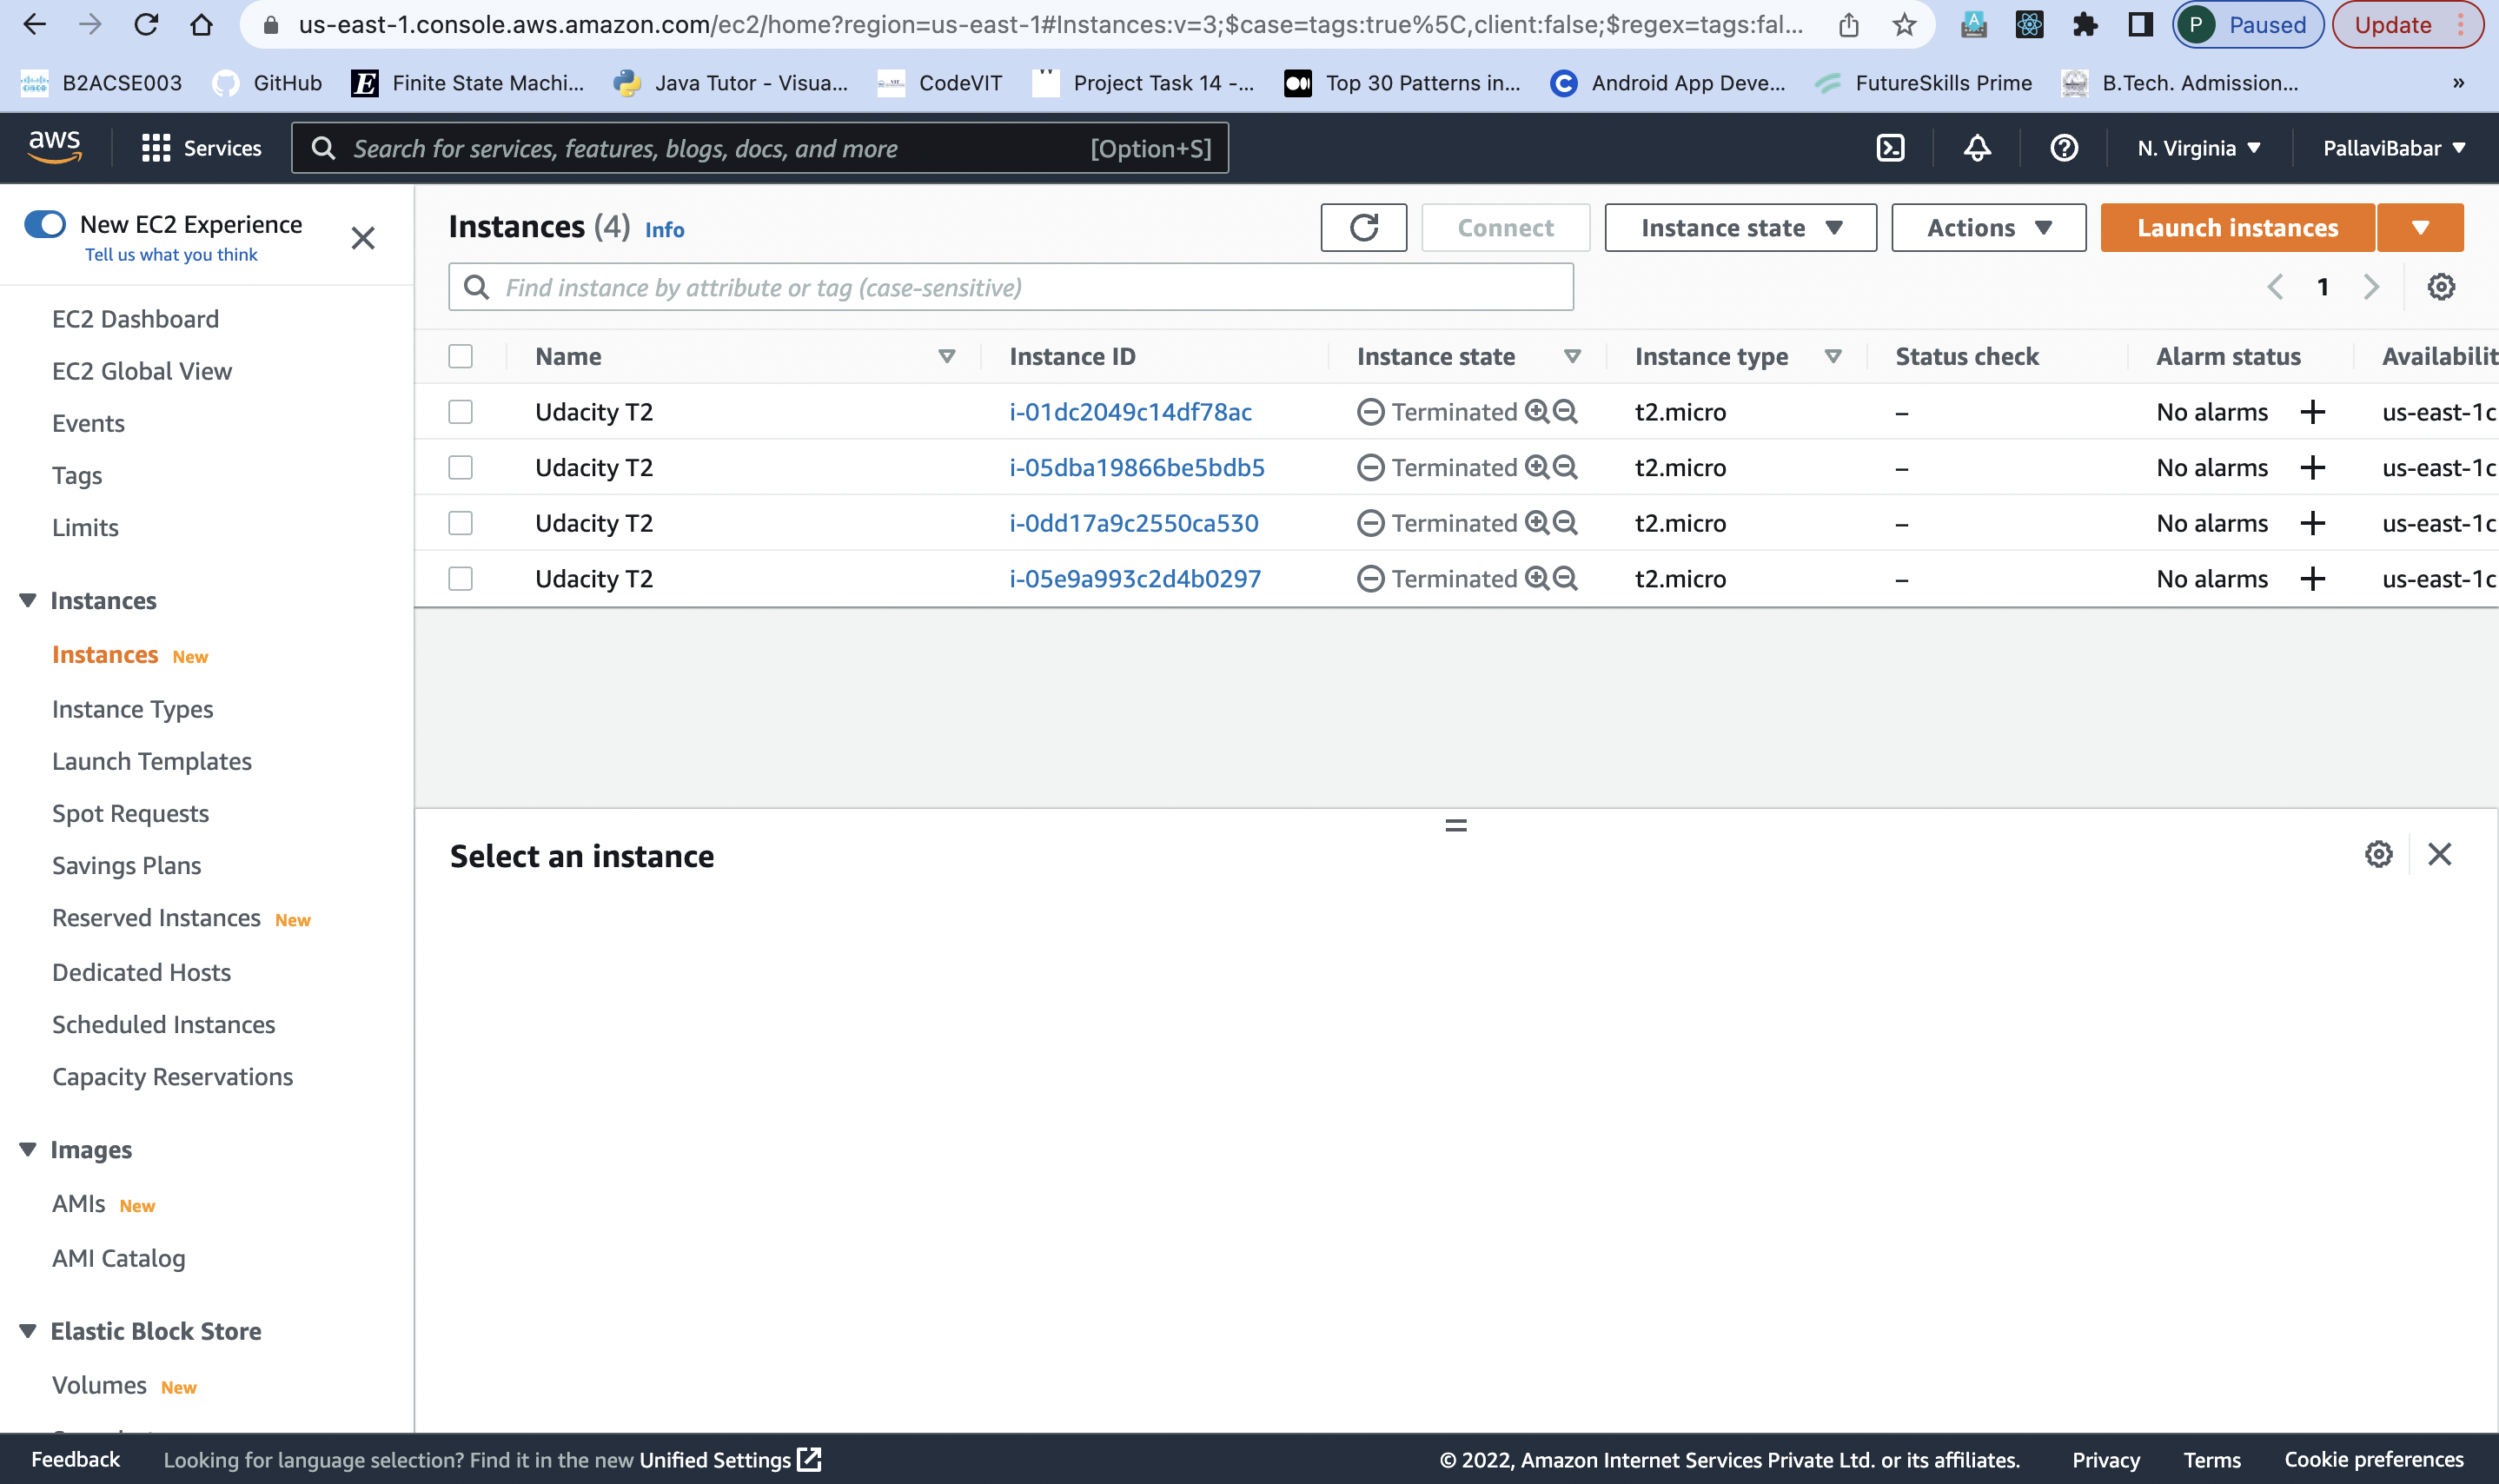 us-east-1.console.aws.amazon.com/ec2/home?region=us-east-1#Instances:v=3;$case=tags:true%5C,client:false;$regex=tags:fal...
P Paused Update
B2ACSE003 GitHub Finite State Machi... Java Tutor - Visua... CodeVIT Project Task 14 -... Top 30 Patterns in... Android App Deve... FutureSkills Prime B.Tech. Admission... »
aws Services Search for services, features, blogs, docs, and more [Option+S] N. Virginia PallaviBabar
New EC2 Experience
Tell us what you think
EC2 Dashboard
EC2 Global View
Events
Tags
Limits
Instances
Instances New
Instance Types
Launch Templates
Spot Requests
Savings Plans
Reserved Instances New
Dedicated Hosts
Scheduled Instances
Capacity Reservations
Images
AMIs New
AMI Catalog
Elastic Block Store
Volumes New
Instances (4) Info Connect Instance state Actions Launch instances
Find instance by attribute or tag (case-sensitive) 1
Name Instance ID Instance state Instance type Status check Alarm status Availabilit
Udacity T2 i-01dc2049c14df78ac Terminated t2.micro – No alarms + us-east-1c
Udacity T2 i-05dba19866be5bdb5 Terminated t2.micro – No alarms + us-east-1c
Udacity T2 i-0dd17a9c2550ca530 Terminated t2.micro – No alarms + us-east-1c
Udacity T2 i-05e9a993c2d4b0297 Terminated t2.micro – No alarms + us-east-1c
Select an instance
Feedback Looking for language selection? Find it in the new Unified Settings © 2022, Amazon Internet Services Private Ltd. or its affiliates. Privacy Terms Cookie preferences